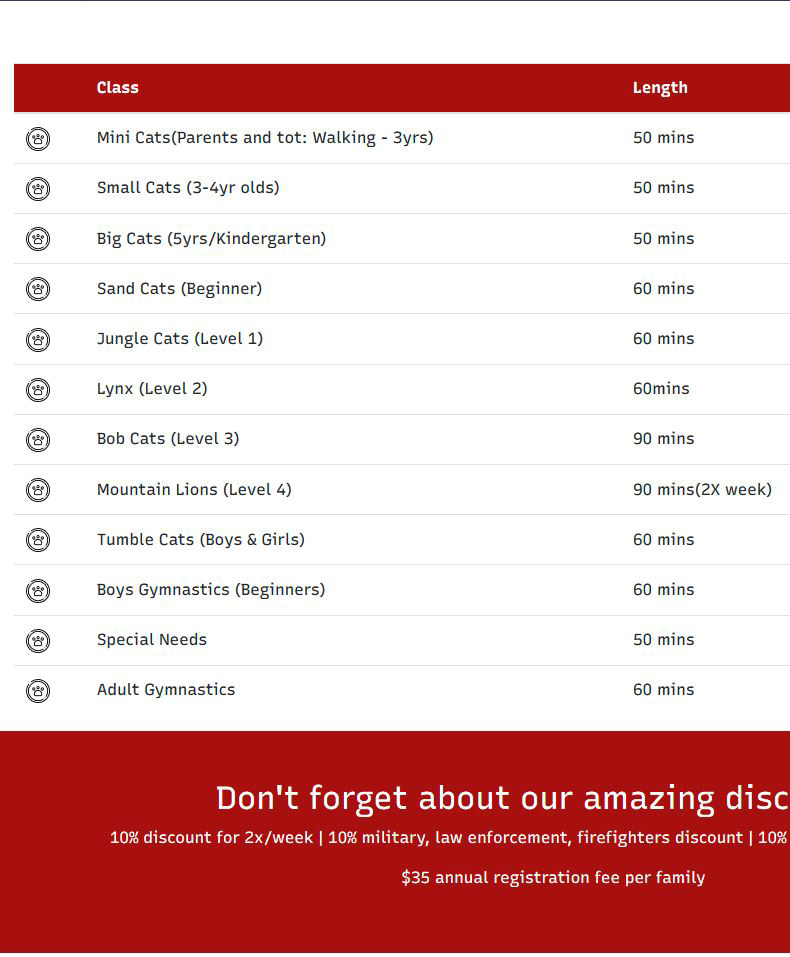 Class Length
Mini Cats(Parents and tot: Walking - 3yrs) 50 mins
Small Cats (3-4yr olds) 50 mins
Big Cats (5yrs/Kindergarten) 50 mins
Sand Cats (Beginner) 60 mins
Jungle Cats (Level 1) 60 mins
Lynx (Level 2) 60mins
Bob Cats (Level 3) 90 mins
Mountain Lions (Level 4) 90 mins(2X week)
Tumble Cats (Boys & Girls) 60 mins
Boys Gymnastics (Beginners) 60 mins
Special Needs 50 mins
Adult Gymnastics 60 mins
Don't forget about our amazing disc
10% discount for 2x/week | 10% military, law enforcement, firefighters discount | 10%
$35 annual registration fee per family